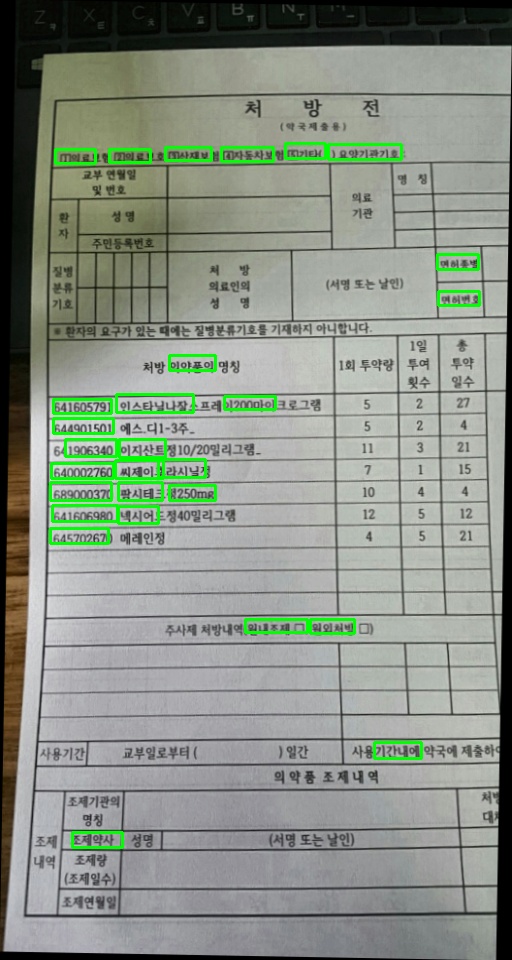 처 방 전
(약국제출용)
[1]의료보험 [2]의료보호 [3]산재보험 [4]자동차보험 [5]기타( ) 요양기관기호:
교부 연월일 및 번호
의료기관
명 칭
환자
성 명
주민등록번호
질병분류기호
처 방 의료인의 성 명
(서명 또는 날인)
면허종별
면허번호
※ 환자의 요구가 있는 때에는 질병분류기호를 기재하지 아니합니다.
처방 의약품의 명칭 1회 투약량 1일 투여 횟수 총 투약 일수
641605791 인스타닐나잘스프레이200마이크로그램 5 2 27
644901501 에스.디1-3주_ 5 2 4
641906340 이지산트정10/20밀리그램_ 11 3 21
640002760 씨제이 라시닐정 7 1 15
689000370 팜시테크정250mg 10 4 4
641606980 넥시어드정40밀리그램 12 5 12
645702670 메레인정 4 5 21
주사제 처방내역(원내조제 □ 원외처방 □)
사용기간 교부일로부터 ( ) 일간 사용기간내에 약국에 제출하여
의 약 품 조 제 내 역
조제내역
조제기관의 명칭
처방
대체
조제약사 성명 (서명 또는 날인)
조제량 (조제일수)
조제연월일